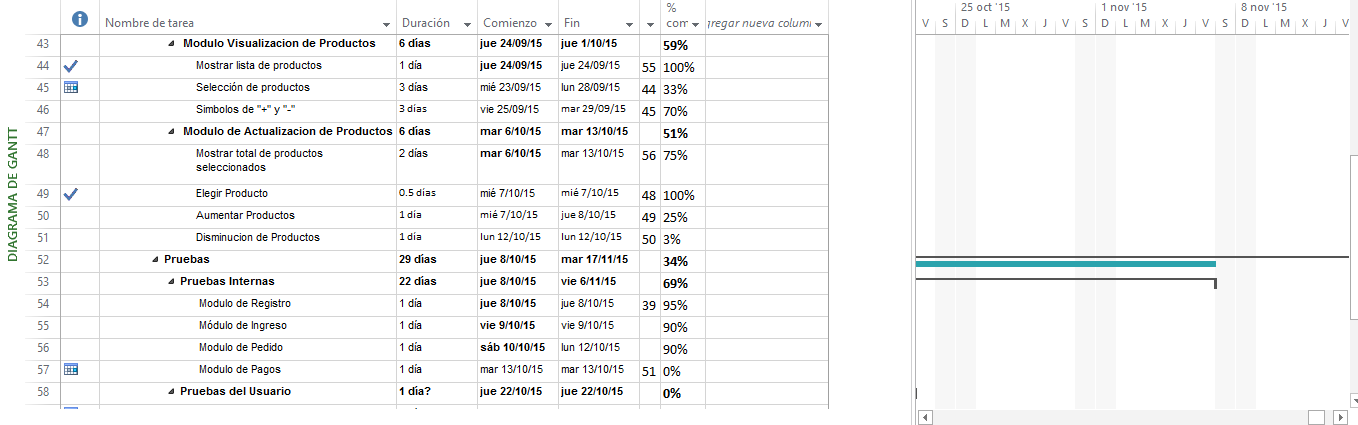 DIAGRAMA DE GANTT
Nombre de tarea Duración Comienzo Fin % com gregar nueva colum
25 oct '15 1 nov '15 8 nov '15
V S D L M X J V S D L M X J V S D L M X J V
43 Modulo Visualizacion de Productos 6 días jue 24/09/15 jue 1/10/15 59%
44 Mostrar lista de productos 1 día jue 24/09/15 jue 24/09/15 55 100%
45 Selección de productos 3 días mié 23/09/15 lun 28/09/15 44 33%
46 Simbolos de "+" y "-" 3 días vie 25/09/15 mar 29/09/15 45 70%
47 Modulo de Actualizacion de Productos 6 días mar 6/10/15 mar 13/10/15 51%
48 Mostrar total de productos 2 días mar 6/10/15 mar 13/10/15 56 75%
seleccionados
49 Elegir Producto 0.5 días mié 7/10/15 mié 7/10/15 48 100%
50 Aumentar Productos 1 día mié 7/10/15 jue 8/10/15 49 25%
51 Disminucion de Productos 1 día lun 12/10/15 lun 12/10/15 50 3%
52 Pruebas 29 días jue 8/10/15 mar 17/11/15 34%
53 Pruebas Internas 22 días jue 8/10/15 vie 6/11/15 69%
54 Modulo de Registro 1 día jue 8/10/15 jue 8/10/15 39 95%
55 Módulo de Ingreso 1 día vie 9/10/15 vie 9/10/15 90%
56 Modulo de Pedido 1 día sáb 10/10/15 lun 12/10/15 90%
57 Modulo de Pagos 1 día mar 13/10/15 mar 13/10/15 51 0%
58 Pruebas del Usuario 1 día? jue 22/10/15 jue 22/10/15 0%